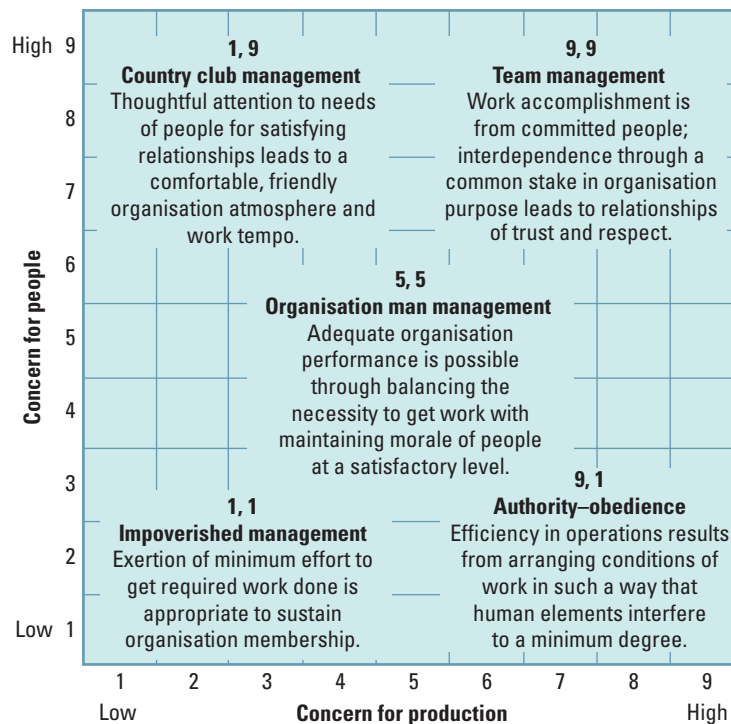 High 9
8
7
6
5
4
3
2
Low 1
Concern for people
1, 9
Country club management
Thoughtful attention to needs
of people for satisfying
relationships leads to a
comfortable, friendly
organisation atmosphere and
work tempo.
9, 9
Team management
Work accomplishment is
from committed people;
interdependence through a
common stake in organisation
purpose leads to relationships
of trust and respect.
5, 5
Organisation man management
Adequate organisation
performance is possible
through balancing the
necessity to get work with
maintaining morale of people
at a satisfactory level.
1, 1
Impoverished management
Exertion of minimum effort to
get required work done is
appropriate to sustain
organisation membership.
9, 1
Authority–obedience
Efficiency in operations results
from arranging conditions of
work in such a way that
human elements interfere
to a minimum degree.
1 2 3 4 5 6 7 8 9
Low Concern for production High